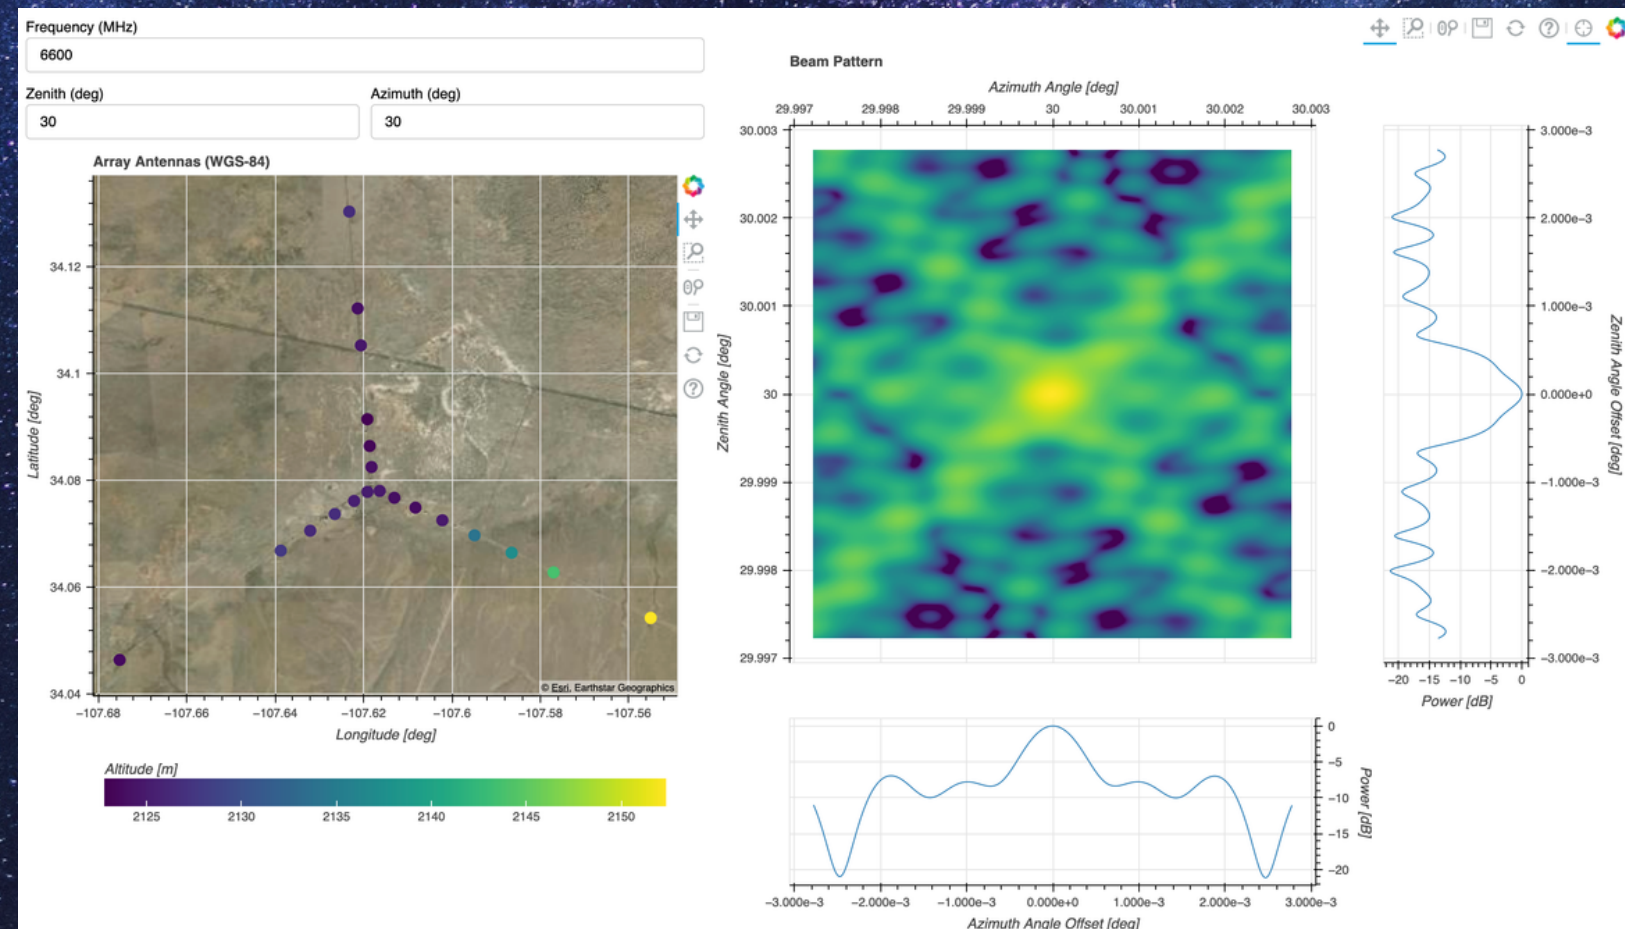 Frequency (MHz)
6600
Zenith (deg)
Azimuth (deg)
30
30
Array Antennas (WGS-84)
34.12
34.1
34.08
34.06
34.04
Latitude [deg]
−107.68
−107.66
−107.64
−107.62
−107.6
−107.58
−107.56
Longitude [deg]
© Esri, Earthstar Geographics
Altitude [m]
2125
2130
2135
2140
2145
2150
Beam Pattern
Azimuth Angle [deg]
29.997
29.998
29.999
30
30.001
30.002
30.003
30.003
30.002
30.001
30
29.999
29.998
29.997
Zenith Angle [deg]
3.000e−3
2.000e−3
1.000e−3
0.000e+0
−1.000e−3
−2.000e−3
−3.000e−3
Zenith Angle Offset [deg]
−20
−15
−10
−5
0
Power [dB]
0
−5
−10
−15
−20
Power [dB]
−3.000e−3
−2.000e−3
−1.000e−3
0.000e+0
1.000e−3
2.000e−3
3.000e−3
Azimuth Angle Offset [deg]